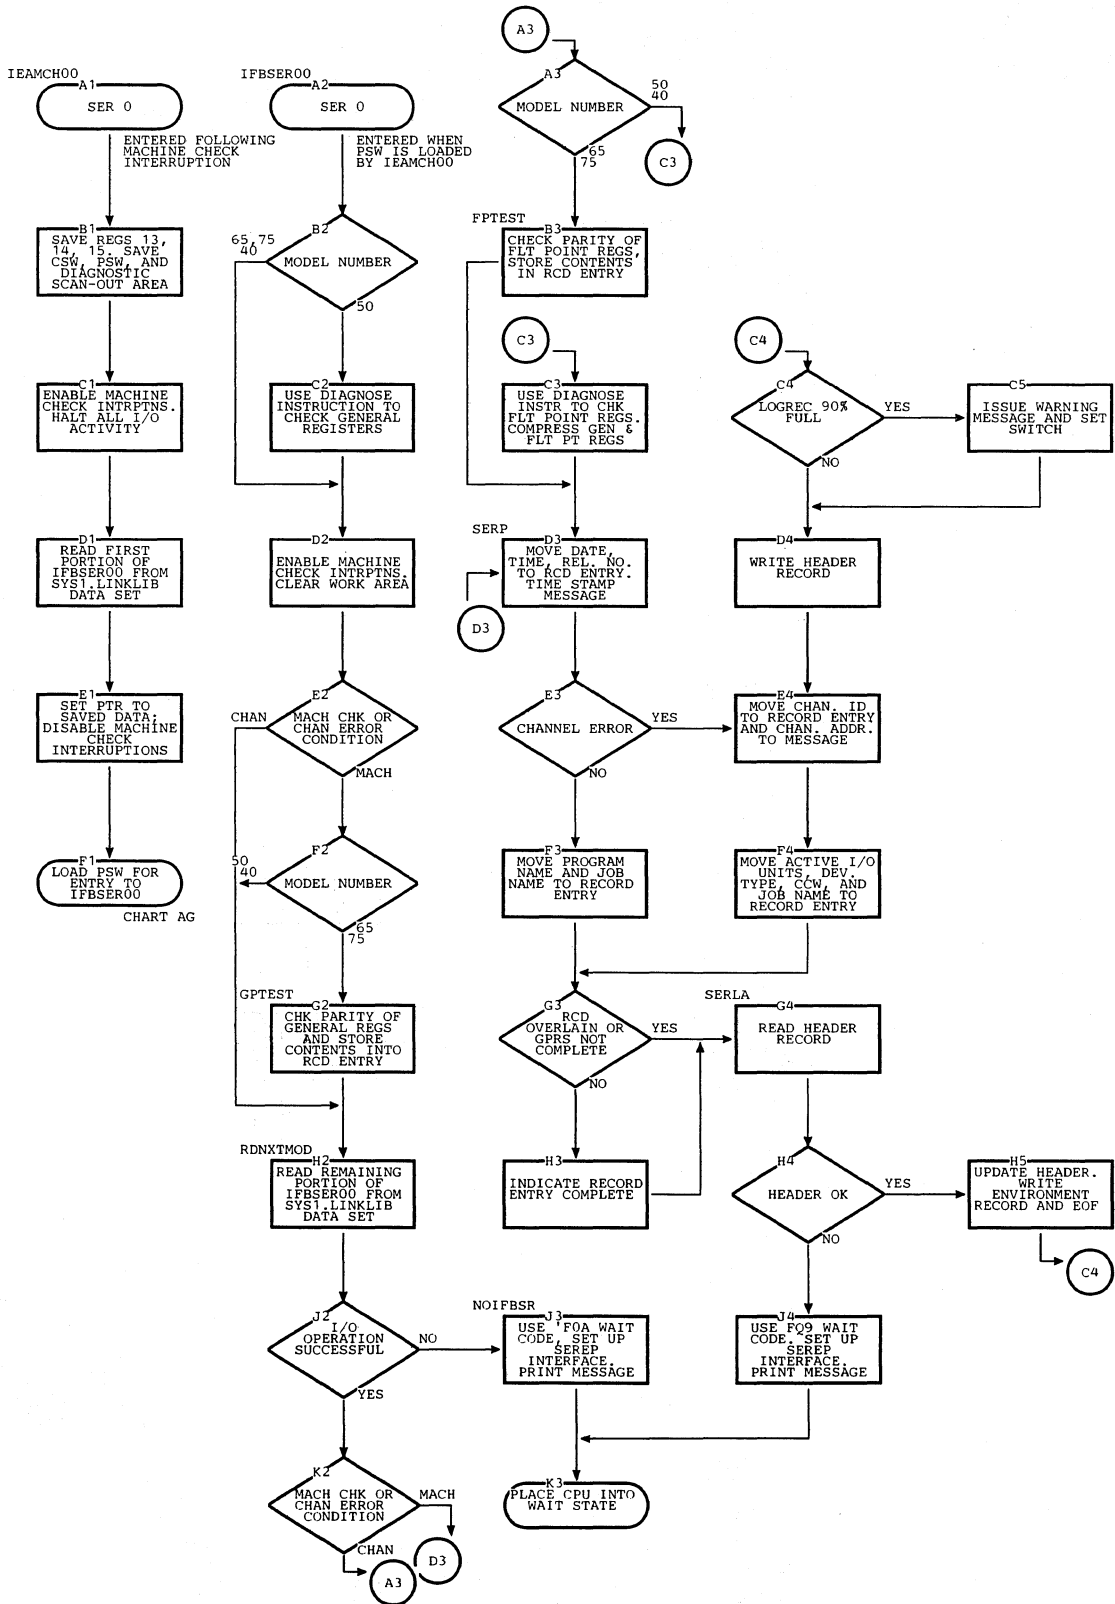 IEAMCH00
A1
SER 0
ENTERED FOLLOWING
MACHINE CHECK
INTERRUPTION
B1
SAVE REGS 13,
14, 15. SAVE
CSW, PSW, AND
DIAGNOSTIC
SCAN-OUT AREA
C1
ENABLE MACHINE
CHECK INTRPTNS.
HALT ALL I/O
ACTIVITY
D1
READ FIRST
PORTION OF
IFBSER00 FROM
SYS1.LINKLIB
DATA SET
E1
SET PTR TO
SAVED DATA;
DISABLE MACHINE
CHECK
INTERRUPTIONS
F1
LOAD PSW FOR
ENTRY TO
IFBSER00
CHART AG
IFBSER00
A2
SER 0
ENTERED WHEN
PSW IS LOADED
BY IEAMCH00
B2
65,75
40
MODEL NUMBER
50
C2
USE DIAGNOSE
INSTRUCTION TO
CHECK GENERAL
REGISTERS
D2
ENABLE MACHINE
CHECK INTRPTNS.
CLEAR WORK AREA
E2
CHAN
MACH CHK OR
CHAN ERROR
CONDITION
MACH
F2
50
40
MODEL NUMBER
65
75
GPTEST
G2
CHK PARITY OF
GENERAL REGS
AND STORE
CONTENTS INTO
RCD ENTRY
RDNXTMOD
H2
READ REMAINING
PORTION OF
IFBSER00 FROM
SYS1.LINKLIB
DATA SET
J2
I/O
OPERATION
SUCCESSFUL
NO
YES
K2
MACH CHK OR
CHAN ERROR
CONDITION
MACH
CHAN
D3
A3
A3
A3
MODEL NUMBER
50
40
65
75
C3
FPTEST
B3
CHECK PARITY OF
FLT POINT REGS,
STORE CONTENTS
IN RCD ENTRY
C3
C3
USE DIAGNOSE
INSTR TO CHK
FLT POINT REGS.
COMPRESS GEN &
FLT PT REGS
SERP
D3
MOVE DATE,
TIME, REL. NO.
TO RCD ENTRY.
TIME STAMP
MESSAGE
D3
E3
CHANNEL ERROR
YES
NO
F3
MOVE PROGRAM
NAME AND JOB
NAME TO RECORD
ENTRY
G3
RCD
OVERLAIN OR
GPRS NOT
COMPLETE
YES
NO
H3
INDICATE RECORD
ENTRY COMPLETE
NOIFBSR
J3
USE 'F0A WAIT
CODE, SET UP
SEREP
INTERFACE.
PRINT MESSAGE
K3
PLACE CPU INTO
WAIT STATE
C4
C4
LOGREC 90%
FULL
YES
NO
C5
ISSUE WARNING
MESSAGE AND SET
SWITCH
D4
WRITE HEADER
RECORD
E4
MOVE CHAN. ID
TO RECORD ENTRY
AND CHAN. ADDR.
TO MESSAGE
F4
MOVE ACTIVE I/O
UNITS, DEV.
TYPE, CCW, AND
JOB NAME TO
RECORD ENTRY
SERLA
G4
READ HEADER
RECORD
H4
HEADER OK
YES
NO
H5
UPDATE HEADER.
WRITE
ENVIRONMENT
RECORD AND EOF
C4
J4
USE F09 WAIT
CODE. SET UP
SEREP
INTERFACE.
PRINT MESSAGE